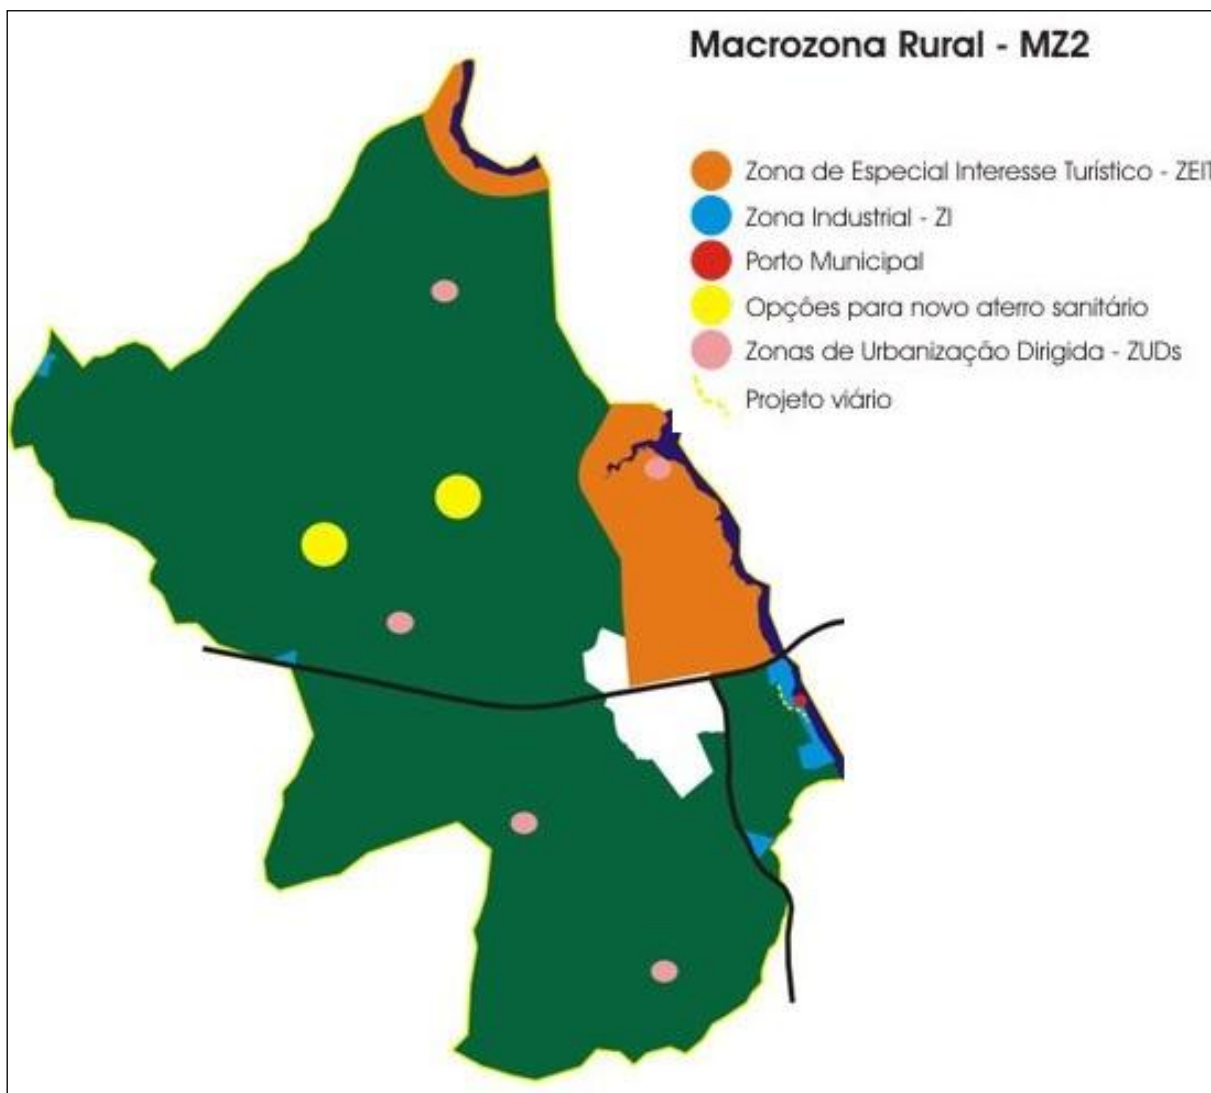 Macrozona Rural - MZ2
Zona de Especial Interesse Turístico - ZEIT
Zona Industrial - ZI
Porto Municipal
Opções para novo aterro sanitário
Zonas de Urbanização Dirigida - ZUDs
Projeto viário